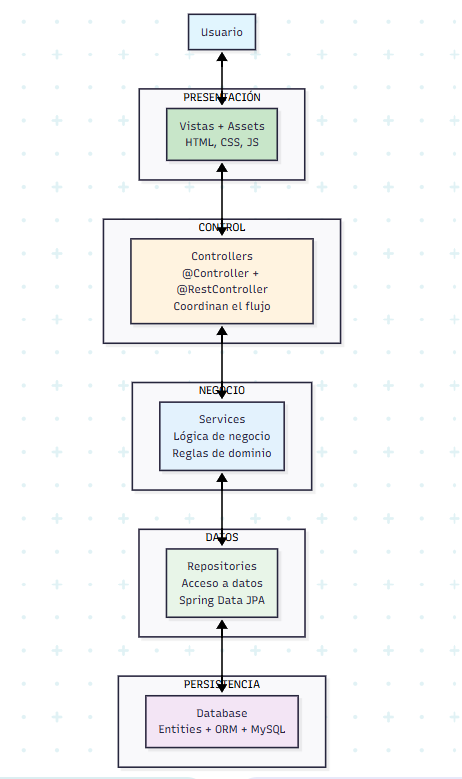 Usuario
PRESENTACIÓN
Vistas + Assets
HTML, CSS, JS
CONTROL
Controllers
@Controller +
@RestController
Coordinan el flujo
NEGOCIO
Services
Lógica de negocio
Reglas de dominio
DATOS
Repositories
Acceso a datos
Spring Data JPA
PERSISTENCIA
Database
Entities + ORM + MySQL